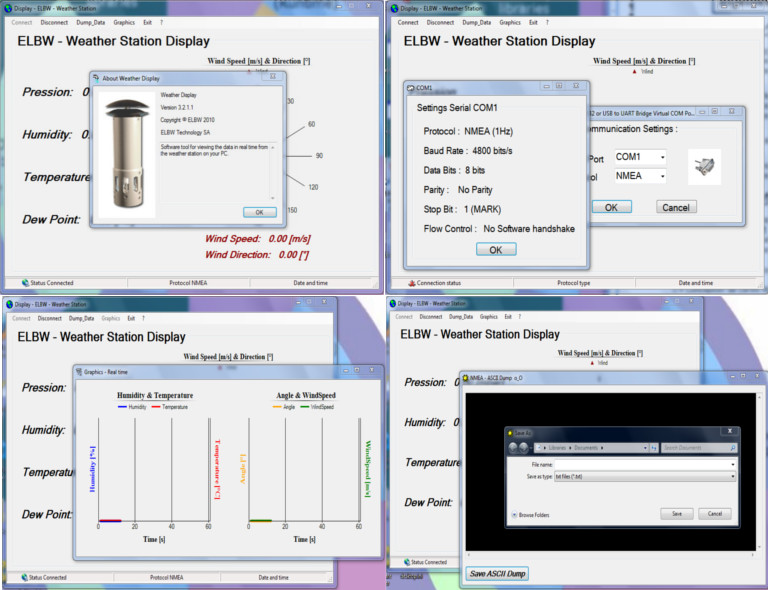 Display - ELBW - Weather Station
Connect Disconnect Dump_Data Graphics Exit ?
ELBW - Weather Station Display
Wind Speed [m/s] & Direction [°]
About Weather Display
Pression: 0
Weather Display
Version 3.2.1.1
Copyright © ELBW 2010
ELBW Technology SA
Software tool for viewing the data in real time from
the weather station on your PC.
OK
30
60
90
120
150
Humidity: 0
Temperature
Dew Point:
Wind Speed: 0.00 [m/s]
Wind Direction: 0.00 [°]
Status Connected Protocol NMEA Date and time
Display - ELBW - Weather Station
Connect Disconnect Dump_Data Graphics Exit ?
ELBW - Weather Station Display
Wind Speed [m/s] & Direction [°]
Wind
COM1
Settings Serial COM1
Protocol : NMEA (1Hz)
Baud Rate : 4800 bits/s
Data Bits : 8 bits
Parity : No Parity
Stop Bit : 1 (MARK)
Flow Control : No Software handshake
OK
or USB to UART Bridge Virtual COM Po...
mmunication Settings :
Port COM1
ol NMEA
OK Cancel
Connection status Protocol type Date and time
Display - ELBW - Weather Station
Connect Disconnect Dump_Data Graphics Exit ?
ELBW - Weather Station Display
Wind Speed [m/s] & Direction [°]
Pression:
Humidity:
Temperatu
Dew Point:
Graphics - Real time
Humidity & Temperature
Humidity Temperature
Humidity [%]
Temperature [°C]
0 20 40 60
Time [s]
Angle & WindSpeed
Angle WindSpeed
Angle [°]
WindSpeed [m/s]
0 20 40 60
Time [s]
Status Connected Protocol NMEA Date and time
Display - ELBW - Weather Station
Connect Disconnect Dump_Data Graphics Exit ?
ELBW - Weather Station Display
Wind Speed [m/s] & Direction [°]
Wind
Pression: 0
Humidity: 0
Temperature
Dew Point:
NMEA - ASCII Dump o_O
Save As
Libraries Documents
Search Documents
File name:
Save as type: txt files (*.txt)
Browse Folders Save Cancel
Save ASCII Dump
Status Connected